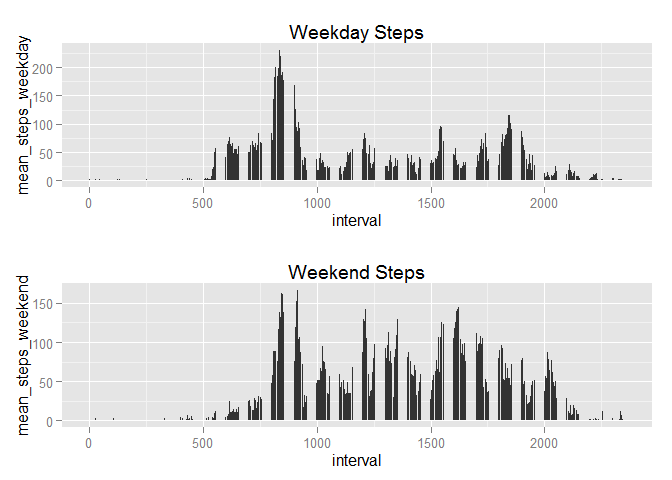 Weekday Steps
mean_steps_weekday
200
150
100
50
0
0 500 1000 1500 2000
interval
Weekend Steps
mean_steps_weekend
150
100
50
0
0 500 1000 1500 2000
interval